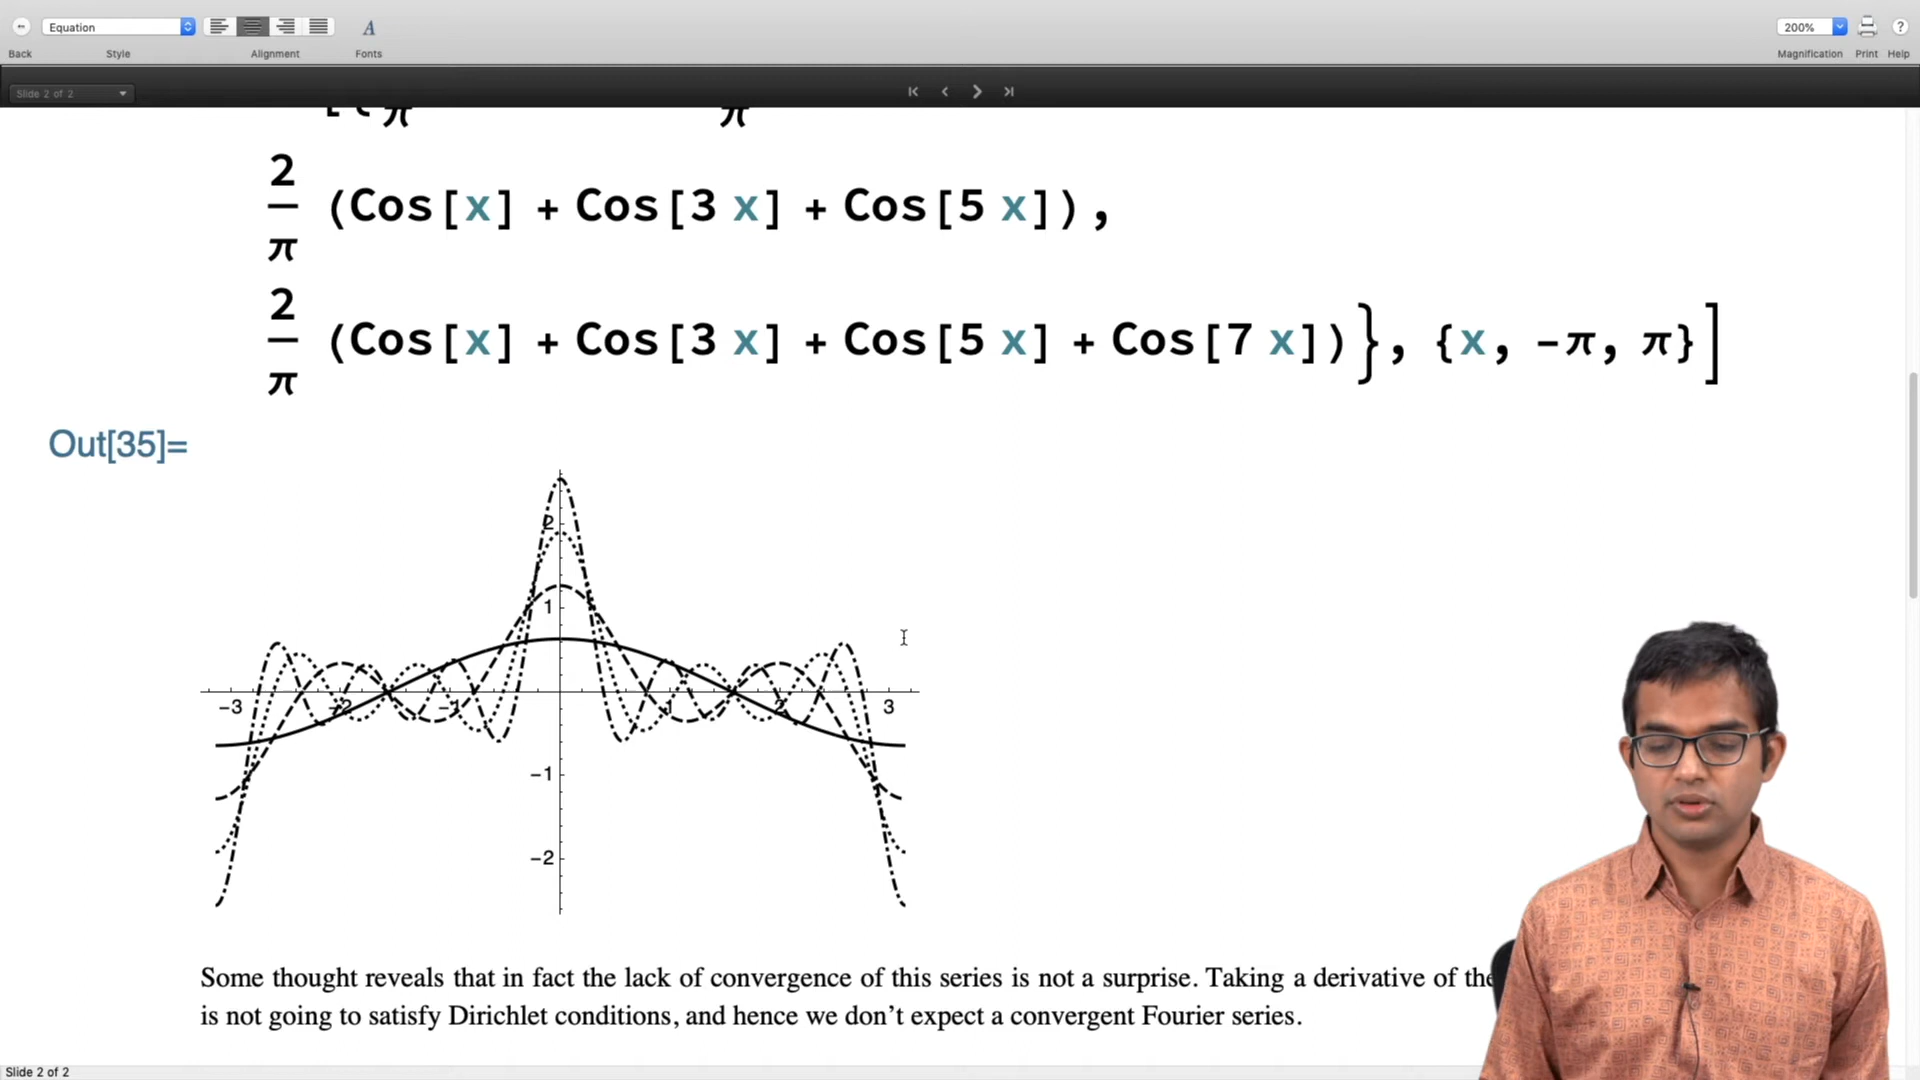 Equation
200%
Back
Style
Alignment
Fonts
Magnification
Print
Help
Slide 2 of 2
π π
2/π (Cos[x] + Cos[3 x] + Cos[5 x]),
2/π (Cos[x] + Cos[3 x] + Cos[5 x] + Cos[7 x])}, {x, -π, π}]
Out[35]=
2
1
-3 -2 -1 1 2 3
-1
-2
Some thought reveals that in fact the lack of convergence of this series is not a surprise. Taking a derivative of the
is not going to satisfy Dirichlet conditions, and hence we don't expect a convergent Fourier series.
Slide 2 of 2